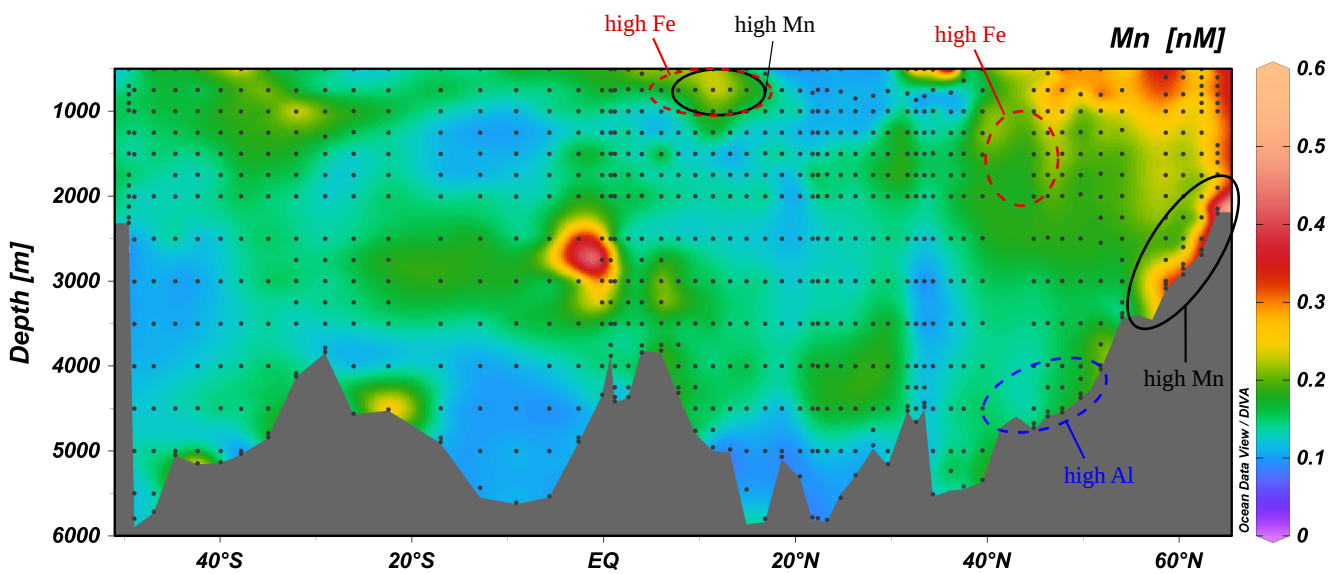 high Fe
high Mn
high Fe
Mn [nM]
0.6
0.5
0.4
0.3
0.2
0.1
0
Depth [m]
1000
2000
3000
4000
5000
6000
high Mn
high Al
Ocean Data View / DIVA
40°S
20°S
EQ
20°N
40°N
60°N